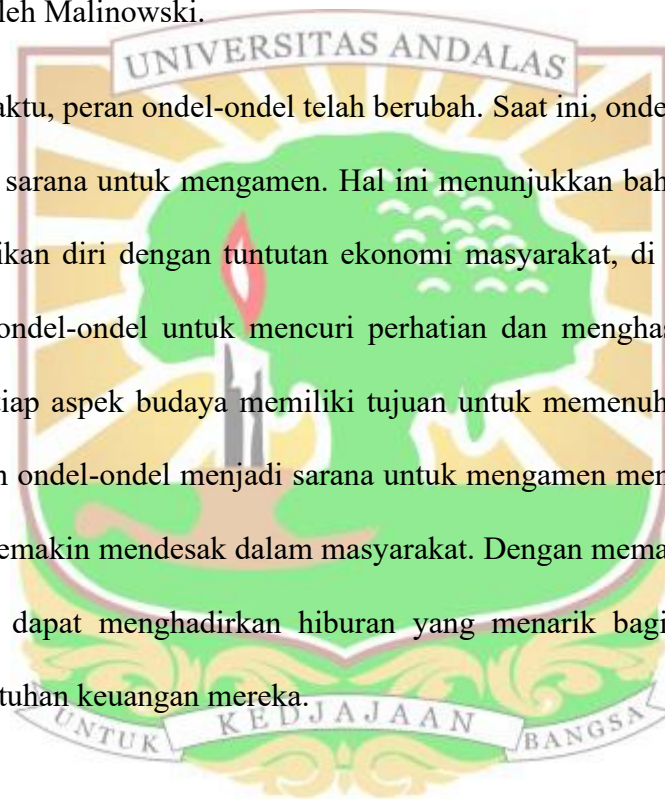 leh Malinowski.
UNIVERSITAS ANDALAS
aktu, peran ondel-ondel telah berubah. Saat ini, onde
sarana untuk mengamen. Hal ini menunjukkan bah
ikan diri dengan tuntutan ekonomi masyarakat, di
ondel-ondel untuk mencuri perhatian dan menghas
tiap aspek budaya memiliki tujuan untuk memenuh
n ondel-ondel menjadi sarana untuk mengamen men
emakin mendesak dalam masyarakat. Dengan mema
dapat menghadirkan hiburan yang menarik bagi
tuhan keuangan mereka.
UNTUK KEDJAJAAN BANGSA